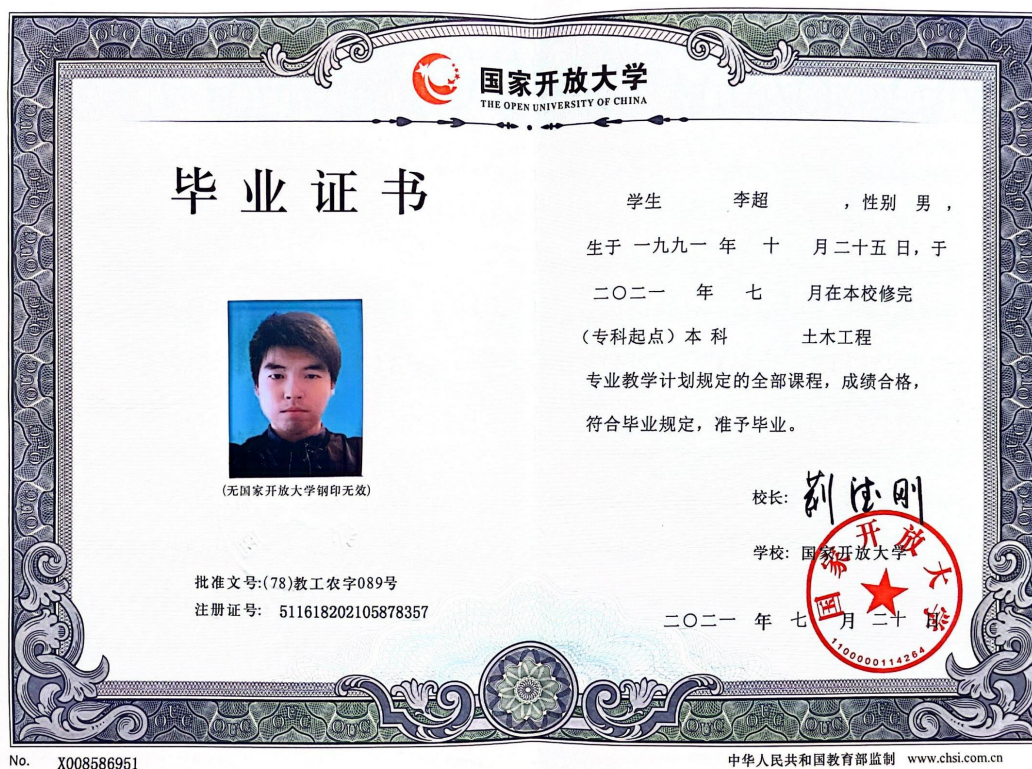 国家开放大学
THE OPEN UNIVERSITY OF CHINA
毕业证书
(无国家开放大学钢印无效)
批准文号:(78)教工农字089号
注册证号: 511618202105878357
学生 李超 ，性别 男，
生于 一九九一 年 十 月二十五 日，于
二〇二一 年 七 月在本校修完
（专科起点）本科 土木工程
专业教学计划规定的全部课程，成绩合格，
符合毕业规定，准予毕业。
校长:
学校: 国家开放大学
二〇二一 年 七 月 二十 日
国家开放大学
1100000114264
No. X008586951
中华人民共和国教育部监制 www.chsi.com.cn